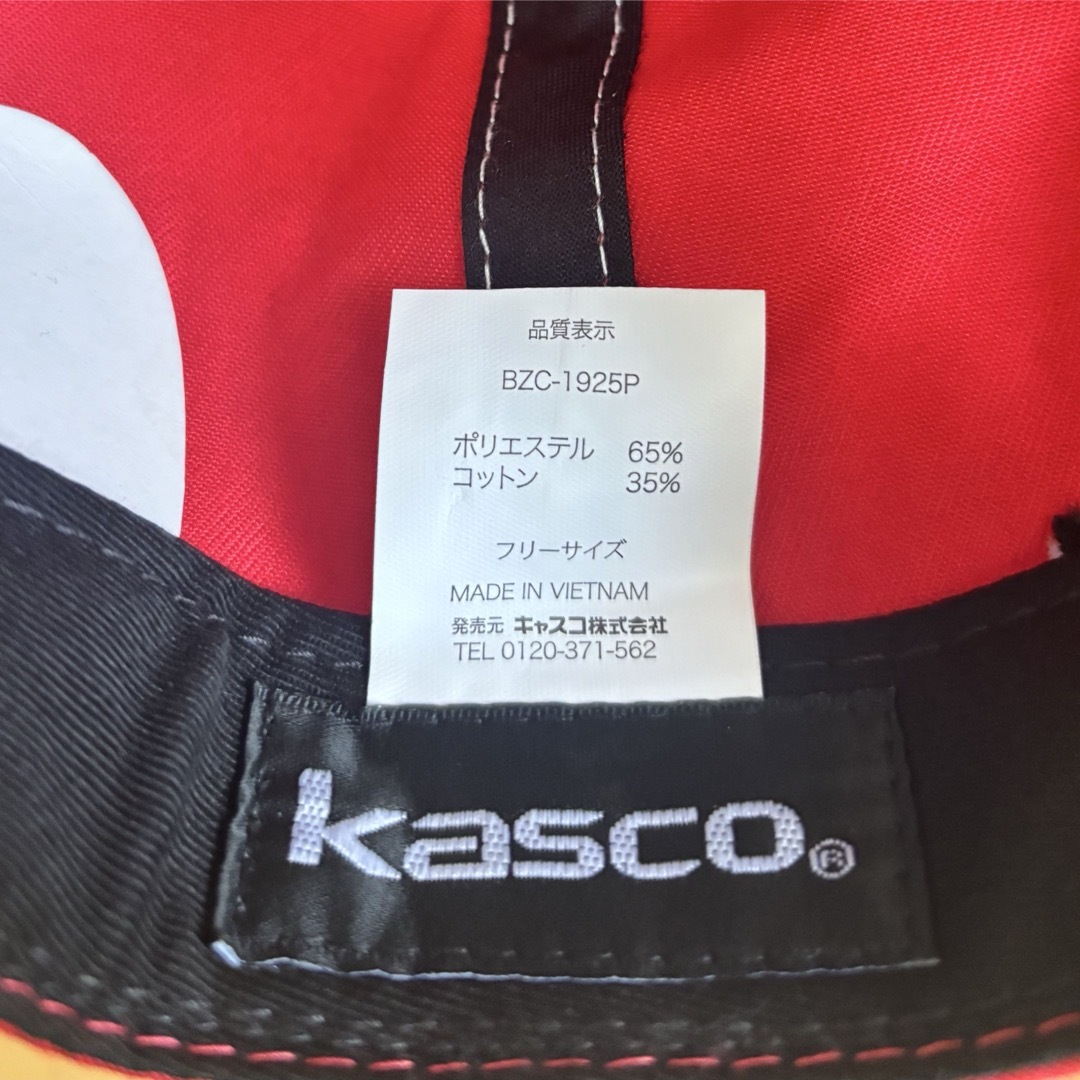 品質表示
BZC-1925P
ポリエステル 65%
コットン 35%
フリーサイズ
MADE IN VIETNAM
発売元 キャスコ株式会社
TEL 0120-371-562
kasco®